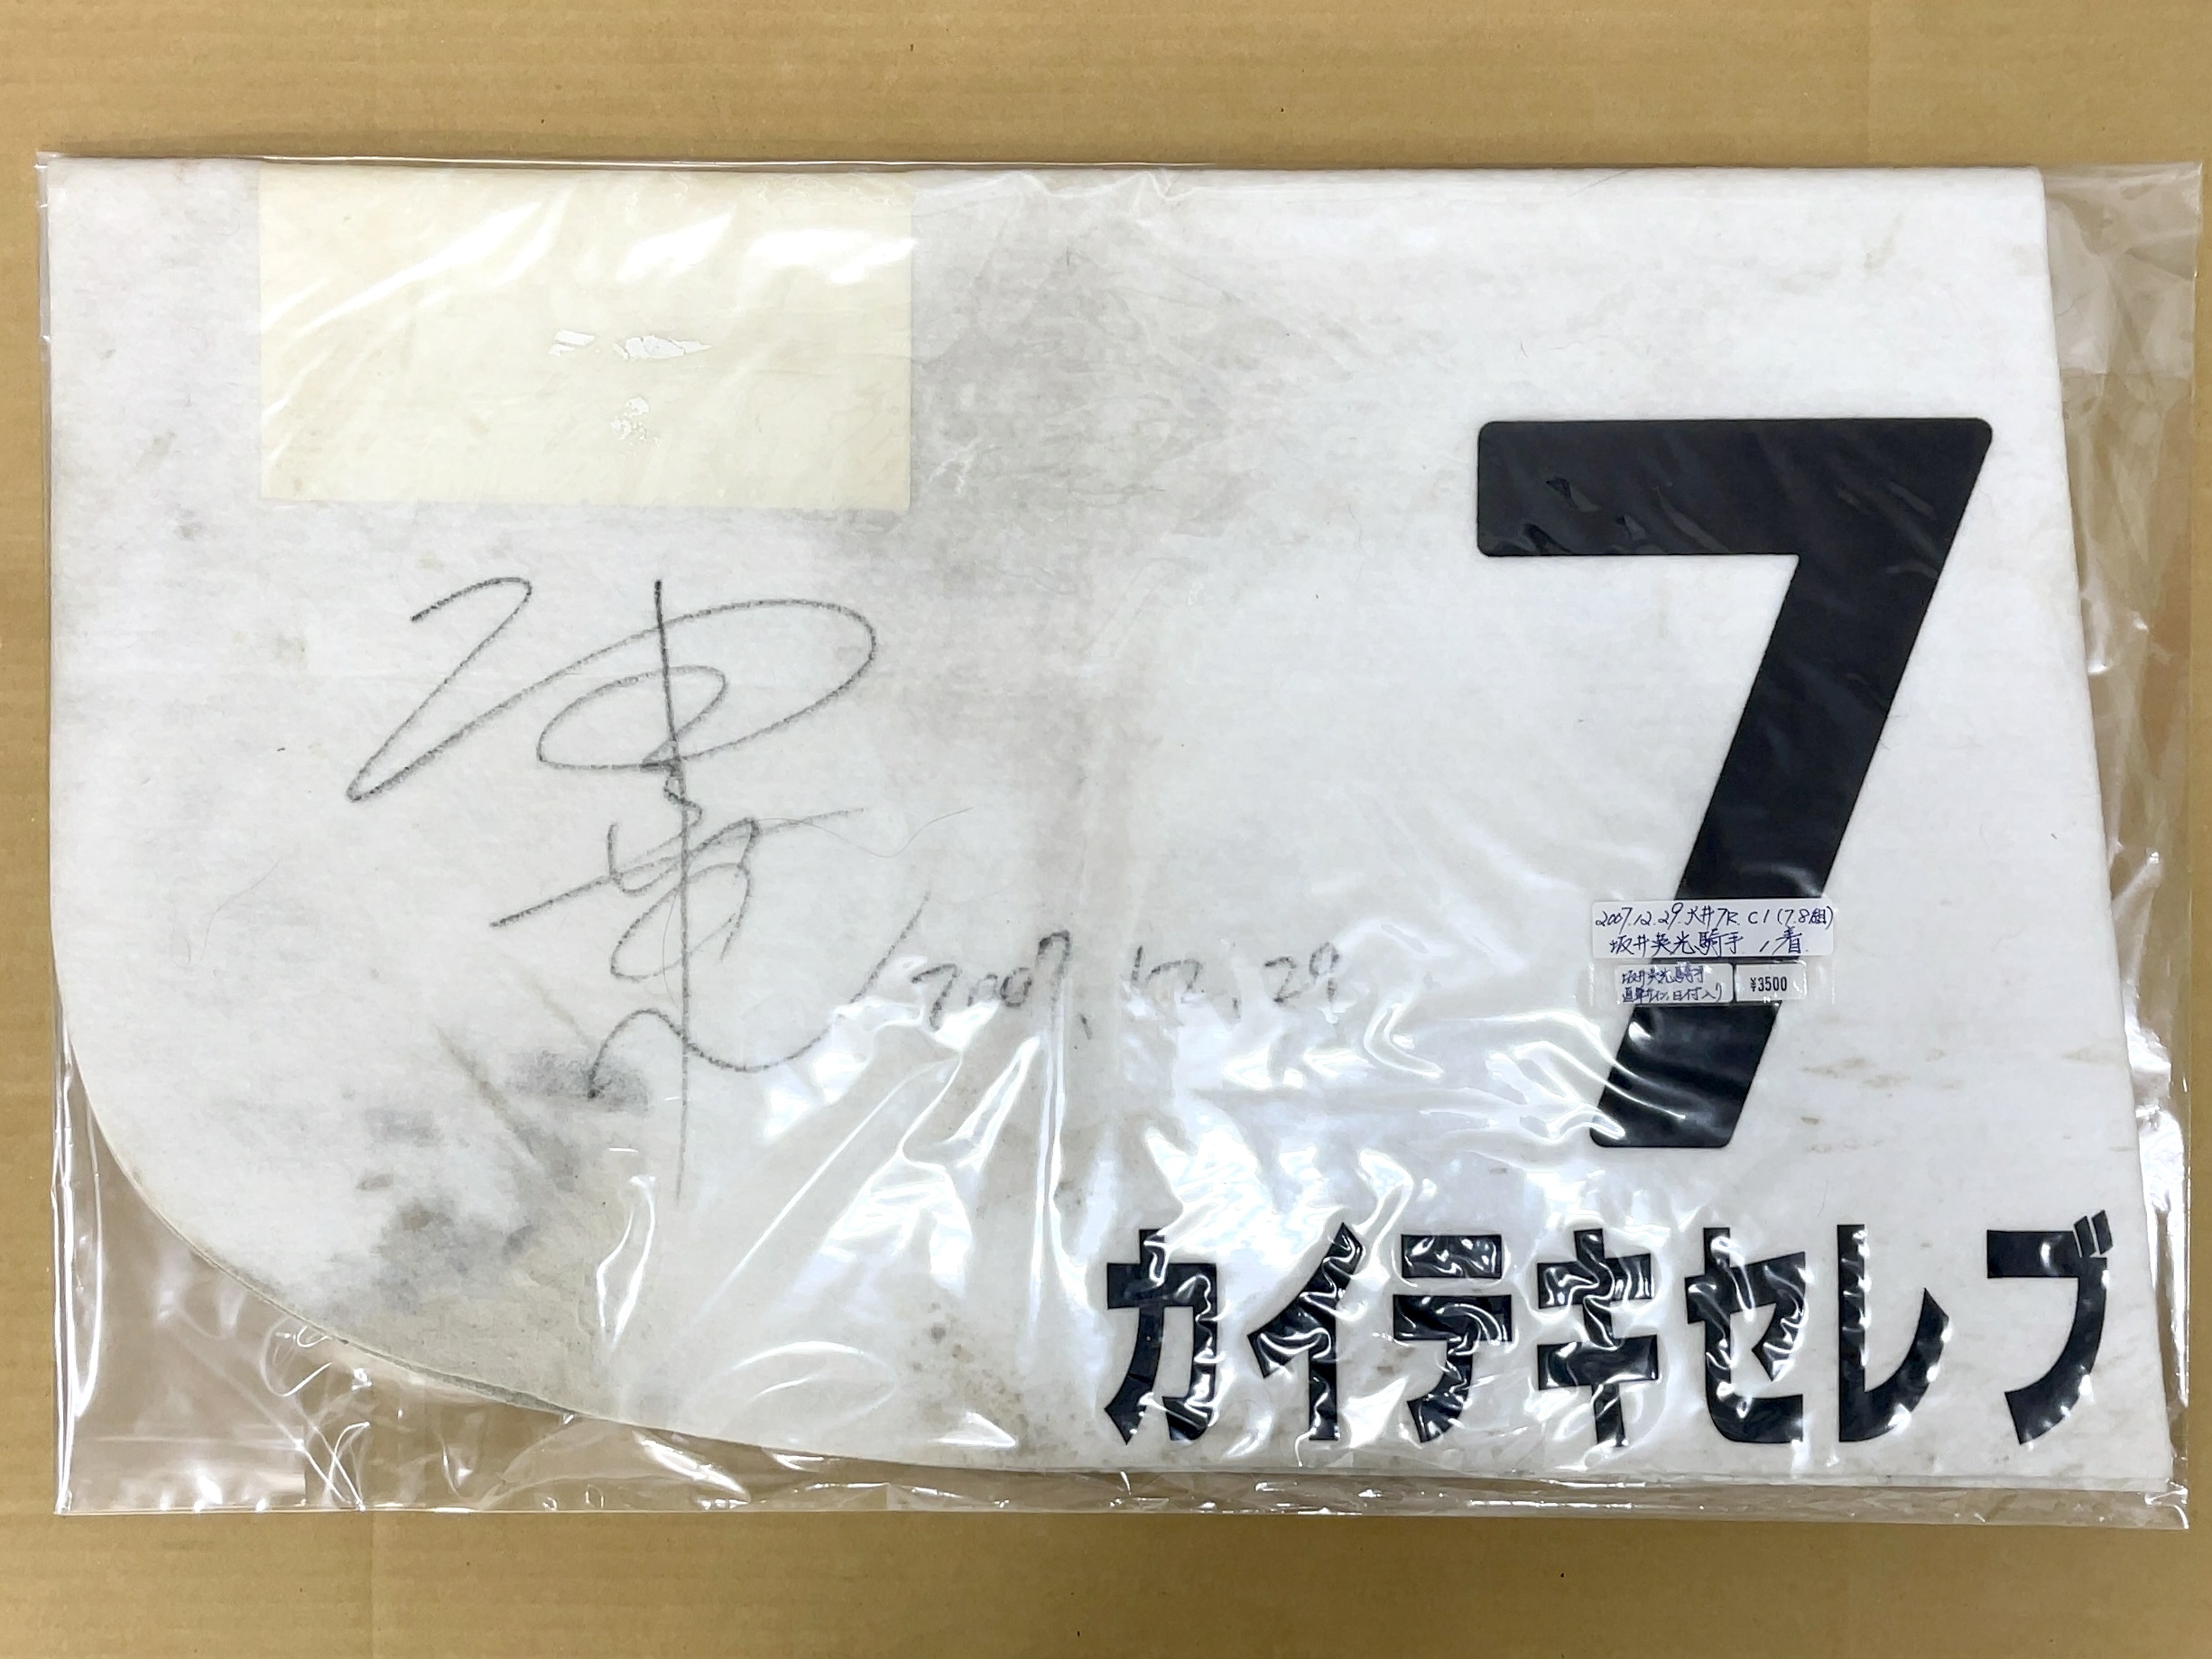 7
2007.12.29
2007.12.29.大井7R.C1(7.8組)
坂井英光騎手 1着
坂井英光騎手
直筆サイン.日付入り
¥3500
カイテキセレブ